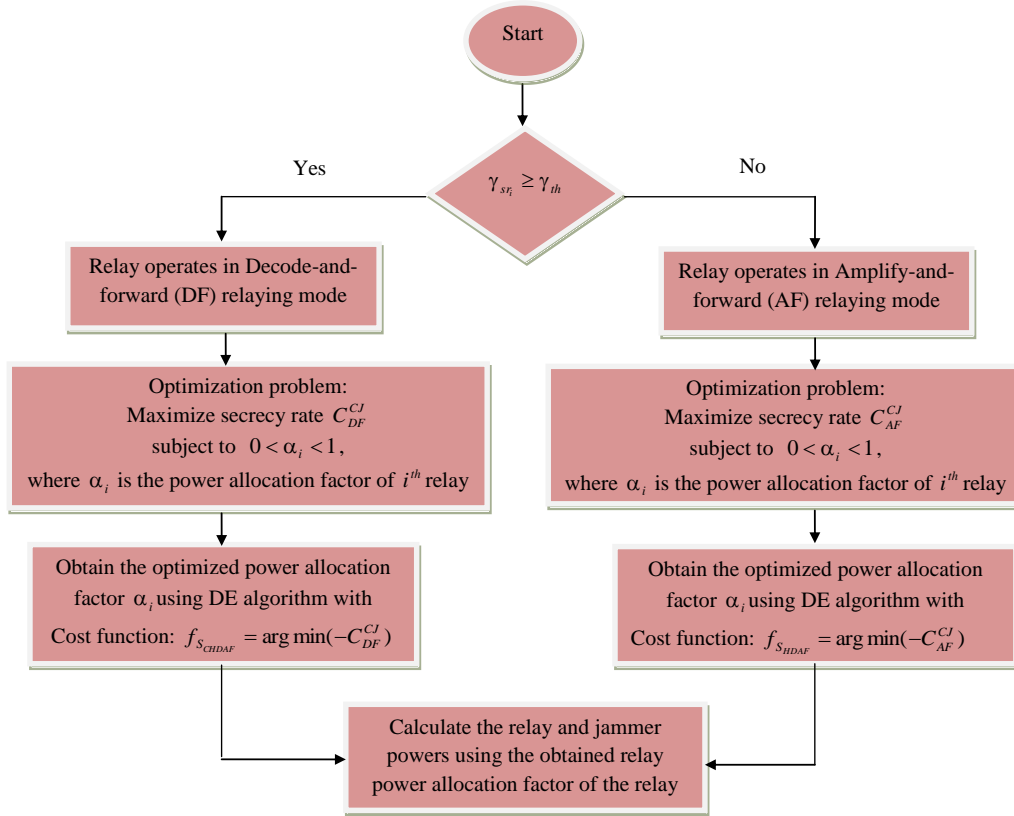 Start
Yes
No
γ_{sr_i} ≥ γ_{th}
Relay operates in Decode-and-
forward (DF) relaying mode
Relay operates in Amplify-and-
forward (AF) relaying mode
Optimization problem:
Maximize secrecy rate C_{DF}^{CJ}
subject to 0 < α_i < 1,
where α_i is the power allocation factor of i^{th} relay
Optimization problem:
Maximize secrecy rate C_{AF}^{CJ}
subject to 0 < α_i < 1,
where α_i is the power allocation factor of i^{th} relay
Obtain the optimized power allocation
factor α_i using DE algorithm with
Cost function: f_{S_{CHDAF}} = arg min(−C_{DF}^{CJ})
Obtain the optimized power allocation
factor α_i using DE algorithm with
Cost function: f_{S_{HDAF}} = arg min(−C_{AF}^{CJ})
Calculate the relay and jammer
powers using the obtained relay
power allocation factor of the relay